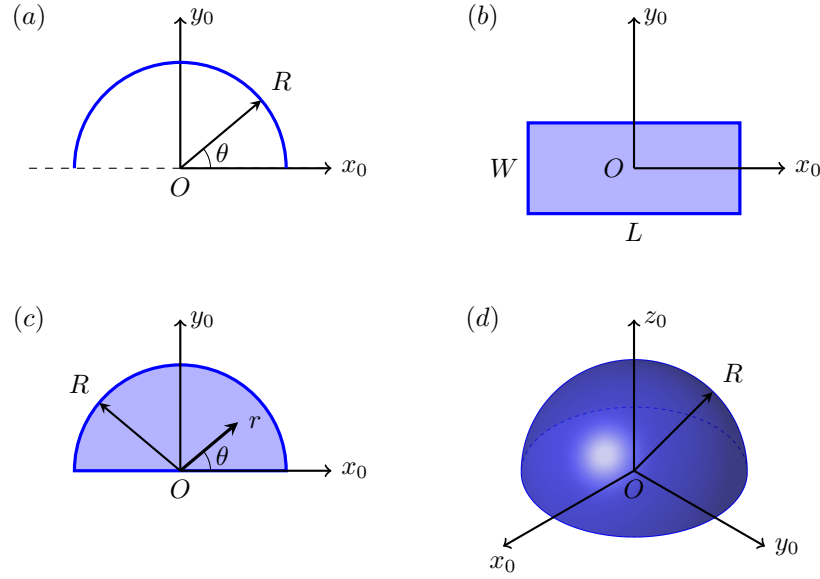 (a)
y₀
R
θ
x₀
O
(b)
y₀
W
O
x₀
L
(c)
y₀
R
r
θ
x₀
O
(d)
z₀
R
O
x₀
y₀